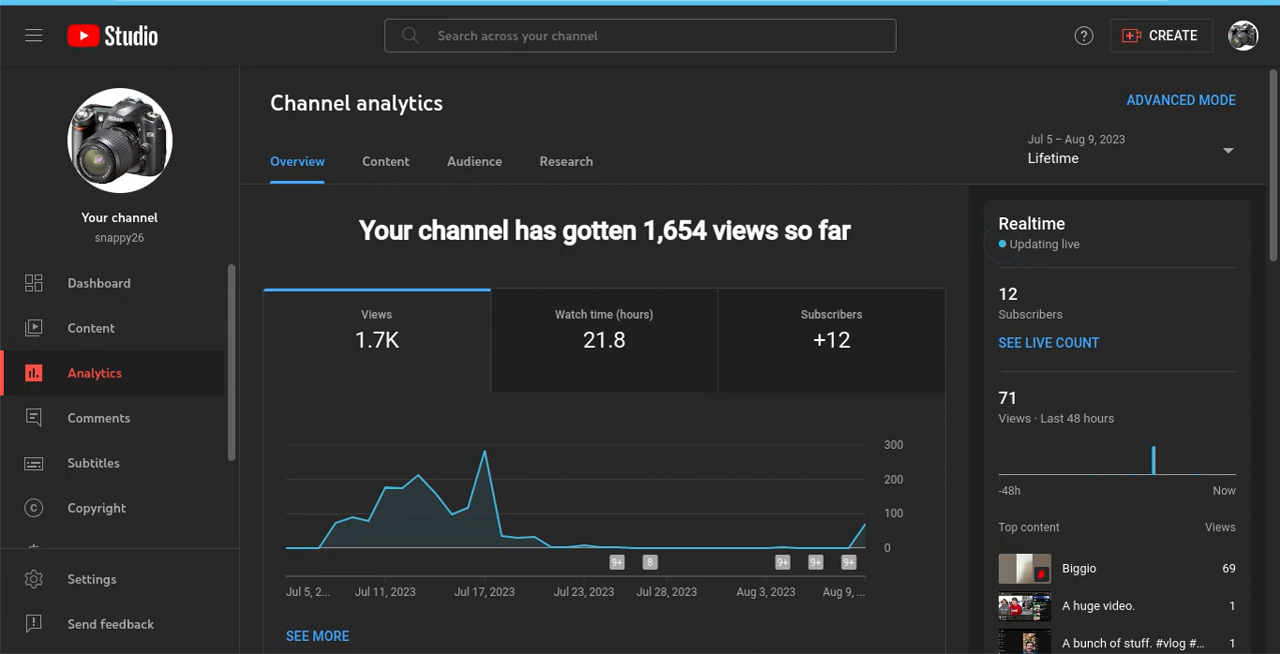 Studio
Search across your channel
?
CREATE
Your channel
snappy26
Dashboard
Content
Analytics
Comments
Subtitles
Copyright
Settings
Send feedback
Channel analytics
ADVANCED MODE
Jul 5 – Aug 9, 2023
Lifetime
Overview
Content
Audience
Research
Your channel has gotten 1,654 views so far
Views
1.7K
Watch time (hours)
21.8
Subscribers
+12
300
200
100
0
9+
8
9+
9+
9+
Jul 5, 2...
Jul 11, 2023
Jul 17, 2023
Jul 23, 2023
Jul 28, 2023
Aug 3, 2023
Aug 9, ...
SEE MORE
Realtime
Updating live
12
Subscribers
SEE LIVE COUNT
71
Views · Last 48 hours
-48h
Now
Top content
Views
Biggio
69
A huge video.
1
A bunch of stuff. #vlog #...
1